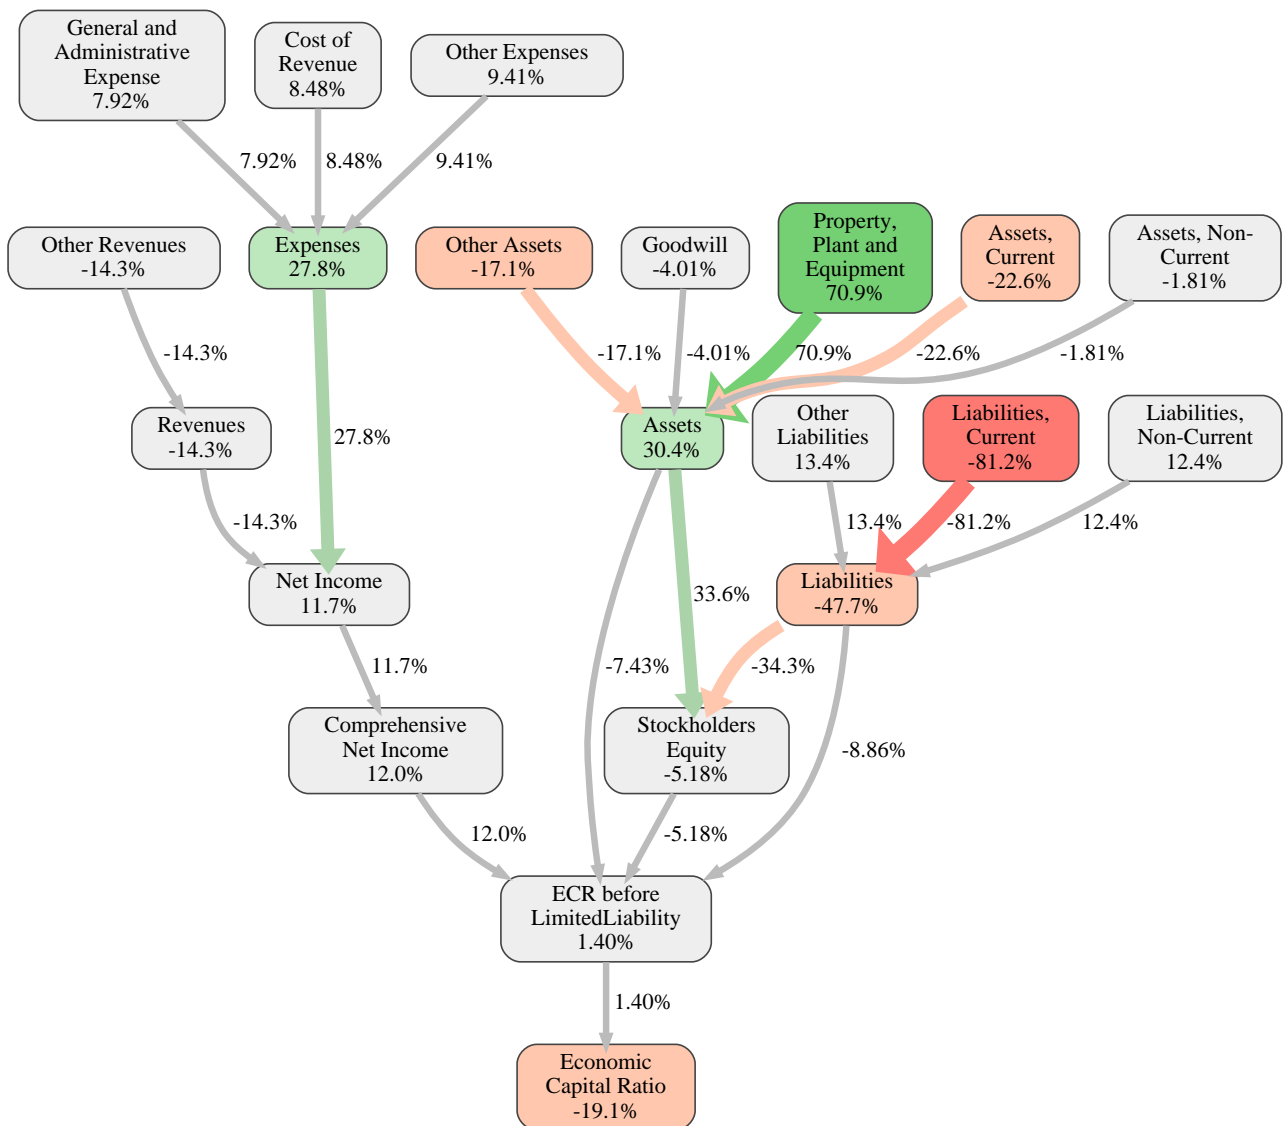 General and
Administrative
Expense
7.92%
Cost of
Revenue
8.48%
Other Expenses
9.41%
7.92%
8.48%
9.41%
Other Revenues
-14.3%
Expenses
27.8%
Other Assets
-17.1%
Goodwill
-4.01%
Property,
Plant and
Equipment
70.9%
Assets,
Current
-22.6%
Assets, Non-
Current
-1.81%
-14.3%
-17.1%
-4.01%
70.9%
-22.6%
-1.81%
Revenues
-14.3%
27.8%
Assets
30.4%
Other
Liabilities
13.4%
Liabilities,
Current
-81.2%
Liabilities,
Non-Current
12.4%
-14.3%
13.4%
-81.2%
12.4%
Net Income
11.7%
33.6%
Liabilities
-47.7%
11.7%
-7.43%
-34.3%
Comprehensive
Net Income
12.0%
Stockholders
Equity
-5.18%
-8.86%
12.0%
-5.18%
ECR before
LimitedLiability
1.40%
1.40%
Economic
Capital Ratio
-19.1%